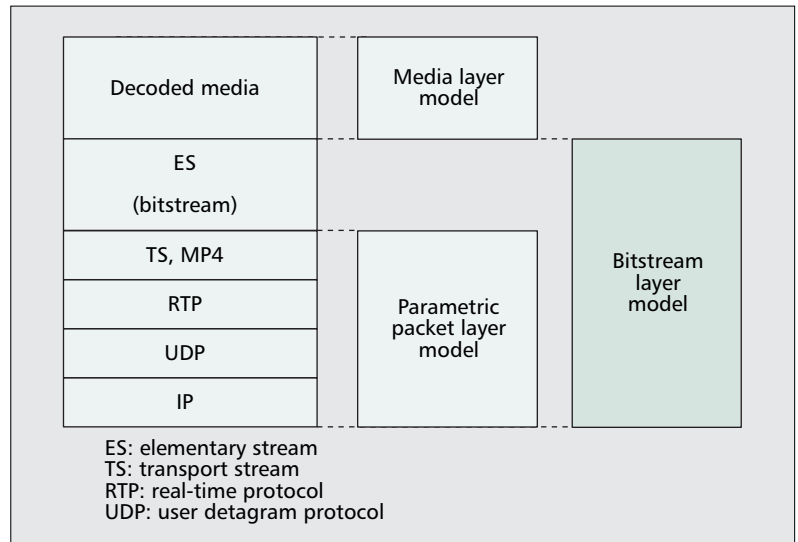 Decoded media
Media layer
model
ES
(bitstream)
TS, MP4
RTP
UDP
IP
Parametric
packet layer
model
Bitstream
layer
model
ES: elementary stream
TS: transport stream
RTP: real-time protocol
UDP: user detagram protocol